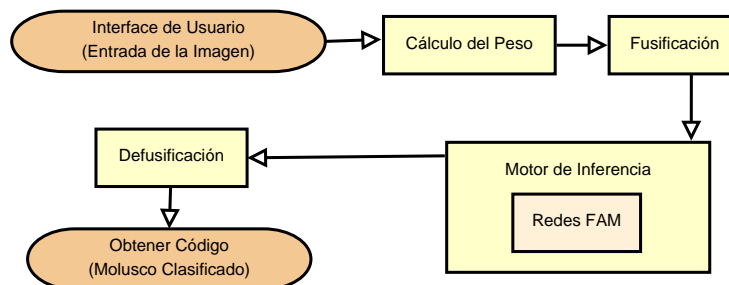 Interface de Usuario
(Entrada de la Imagen)
Cálculo del Peso
Fusificación
Defusificación
Motor de Inferencia
Redes FAM
Obtener Código
(Molusco Clasificado)